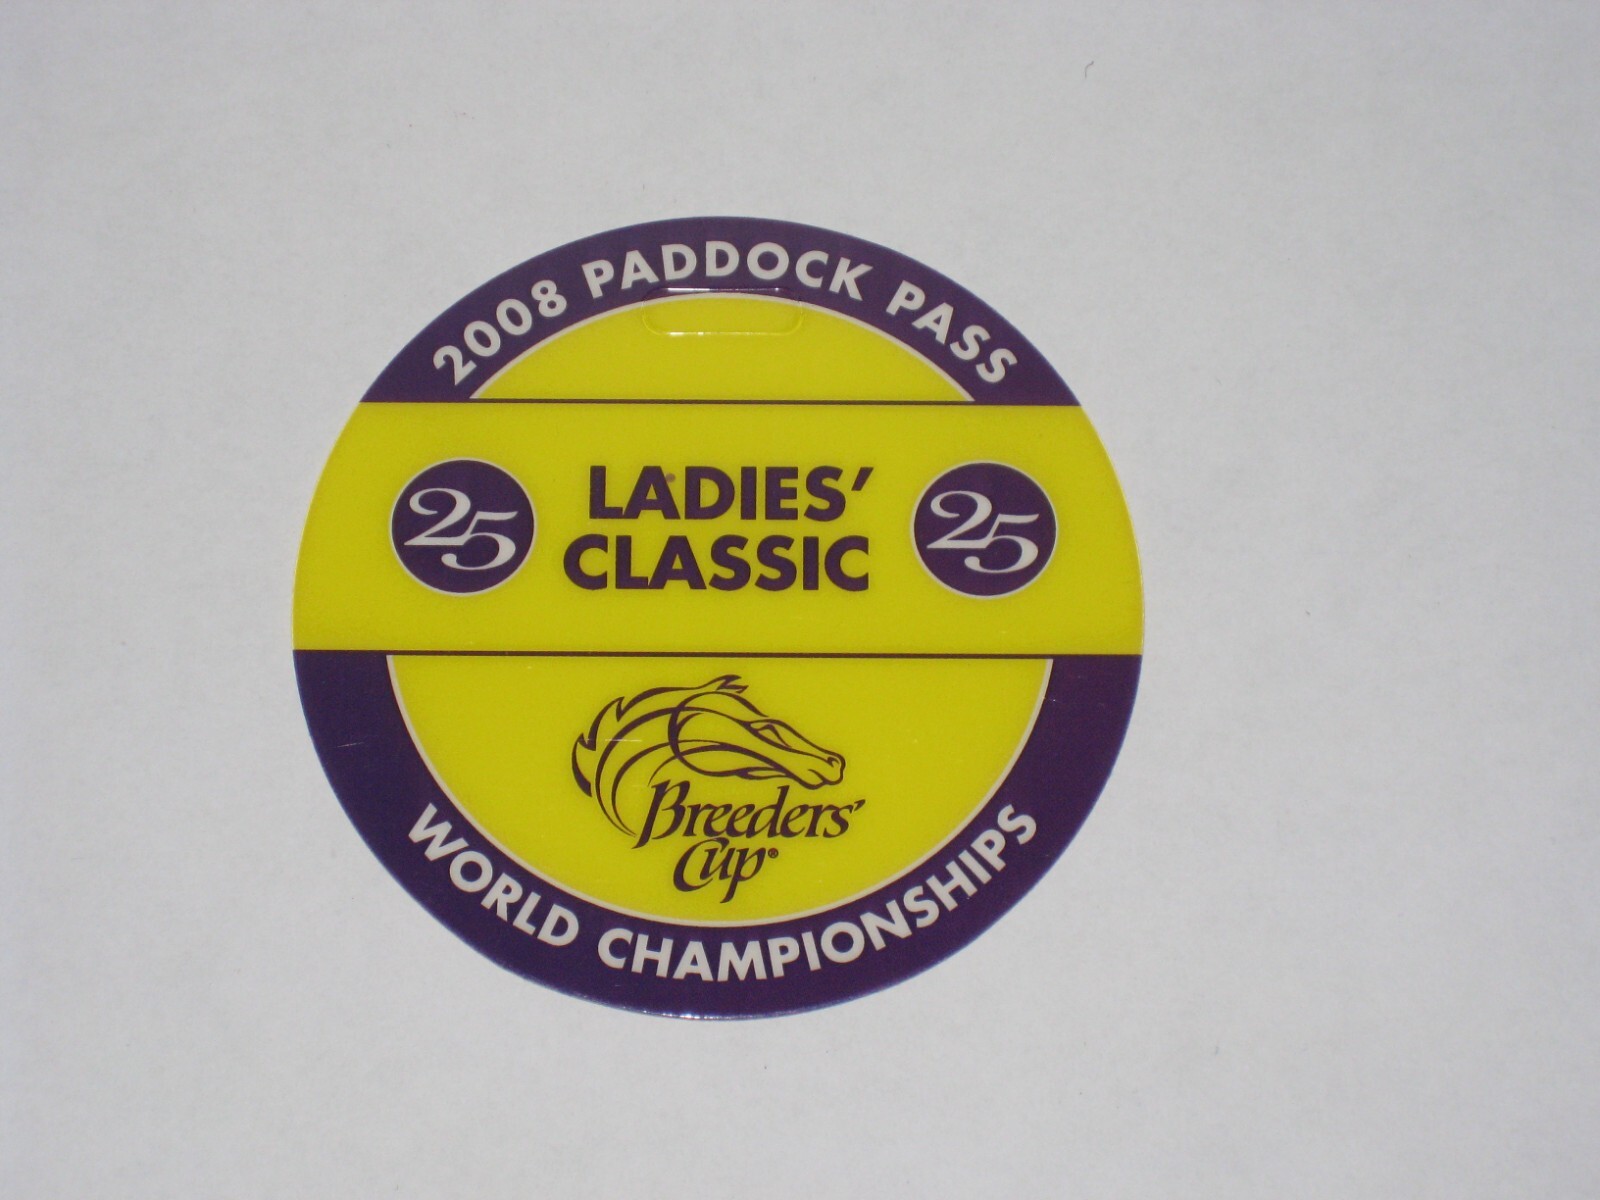 2008 PADDOCK PASS
25
LADIES'
CLASSIC
25
Breeders'
Cup®
WORLD CHAMPIONSHIPS